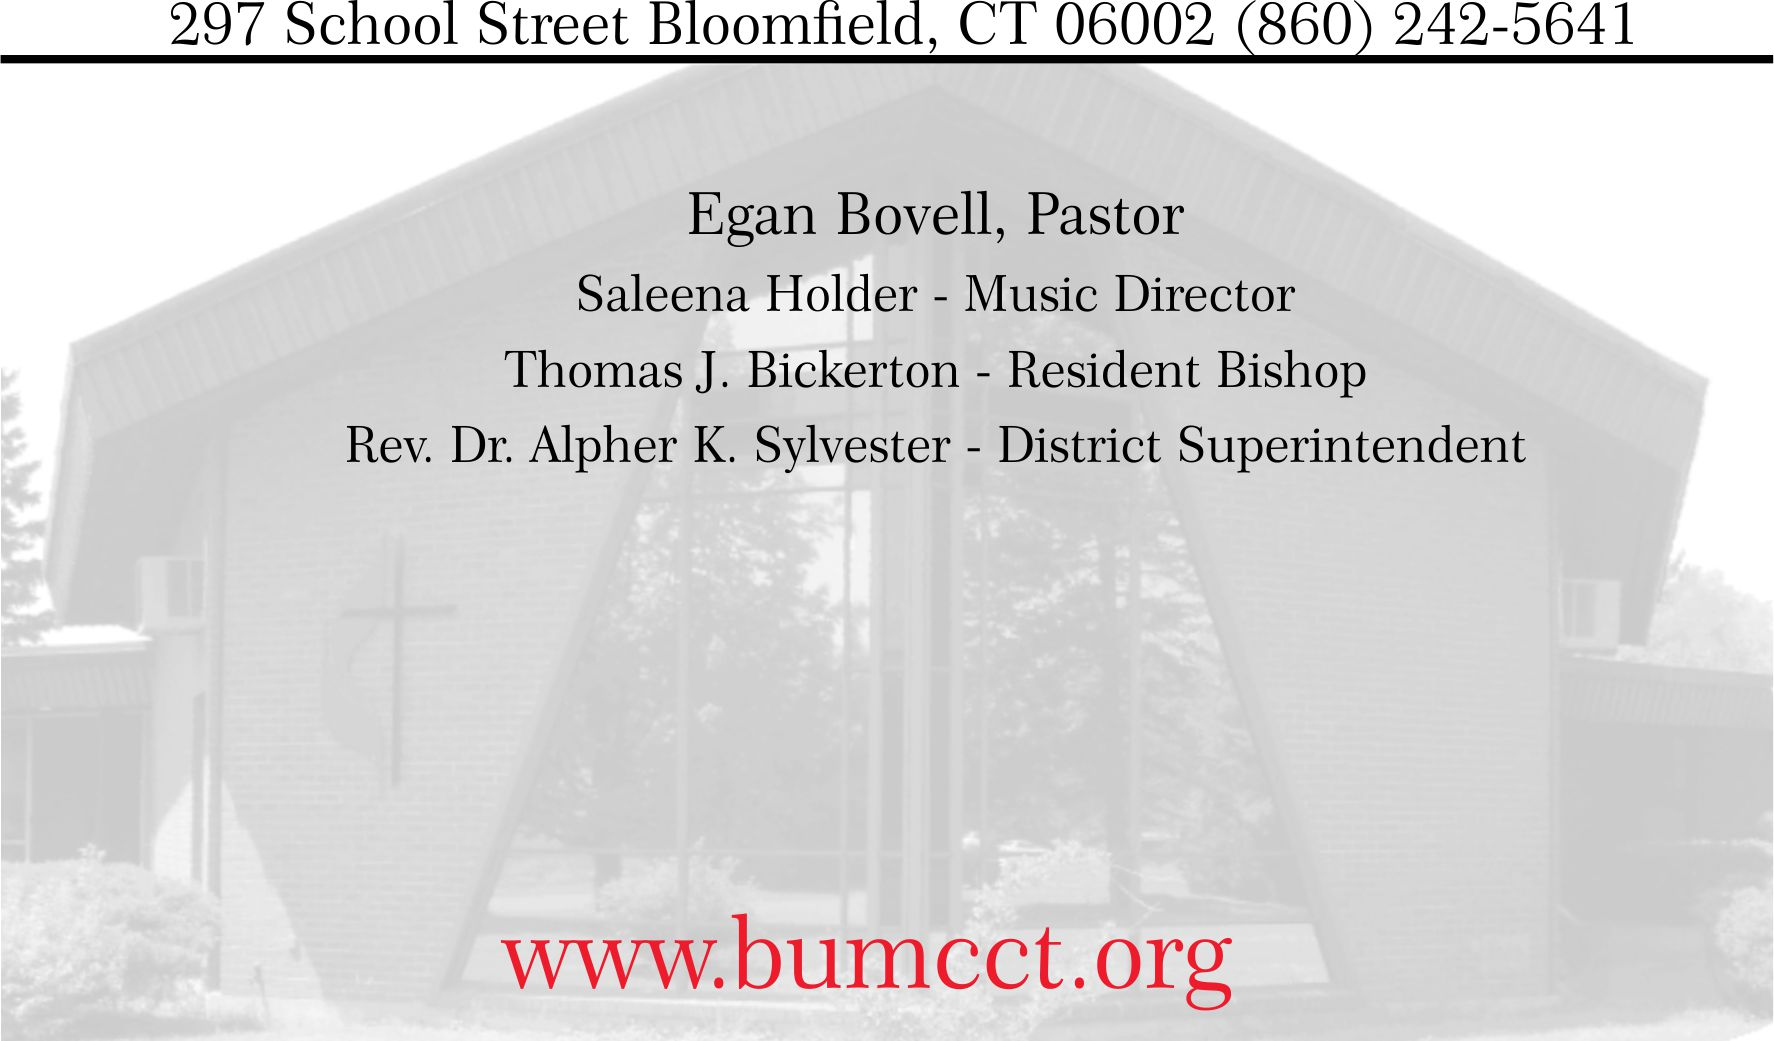 297 School Street Bloomfield, CT 06002 (860) 242-5641
Egan Bovell, Pastor
Saleena Holder - Music Director
Thomas J. Bickerton - Resident Bishop
Rev. Dr. Alpher K. Sylvester - District Superintendent
www.bumcct.org